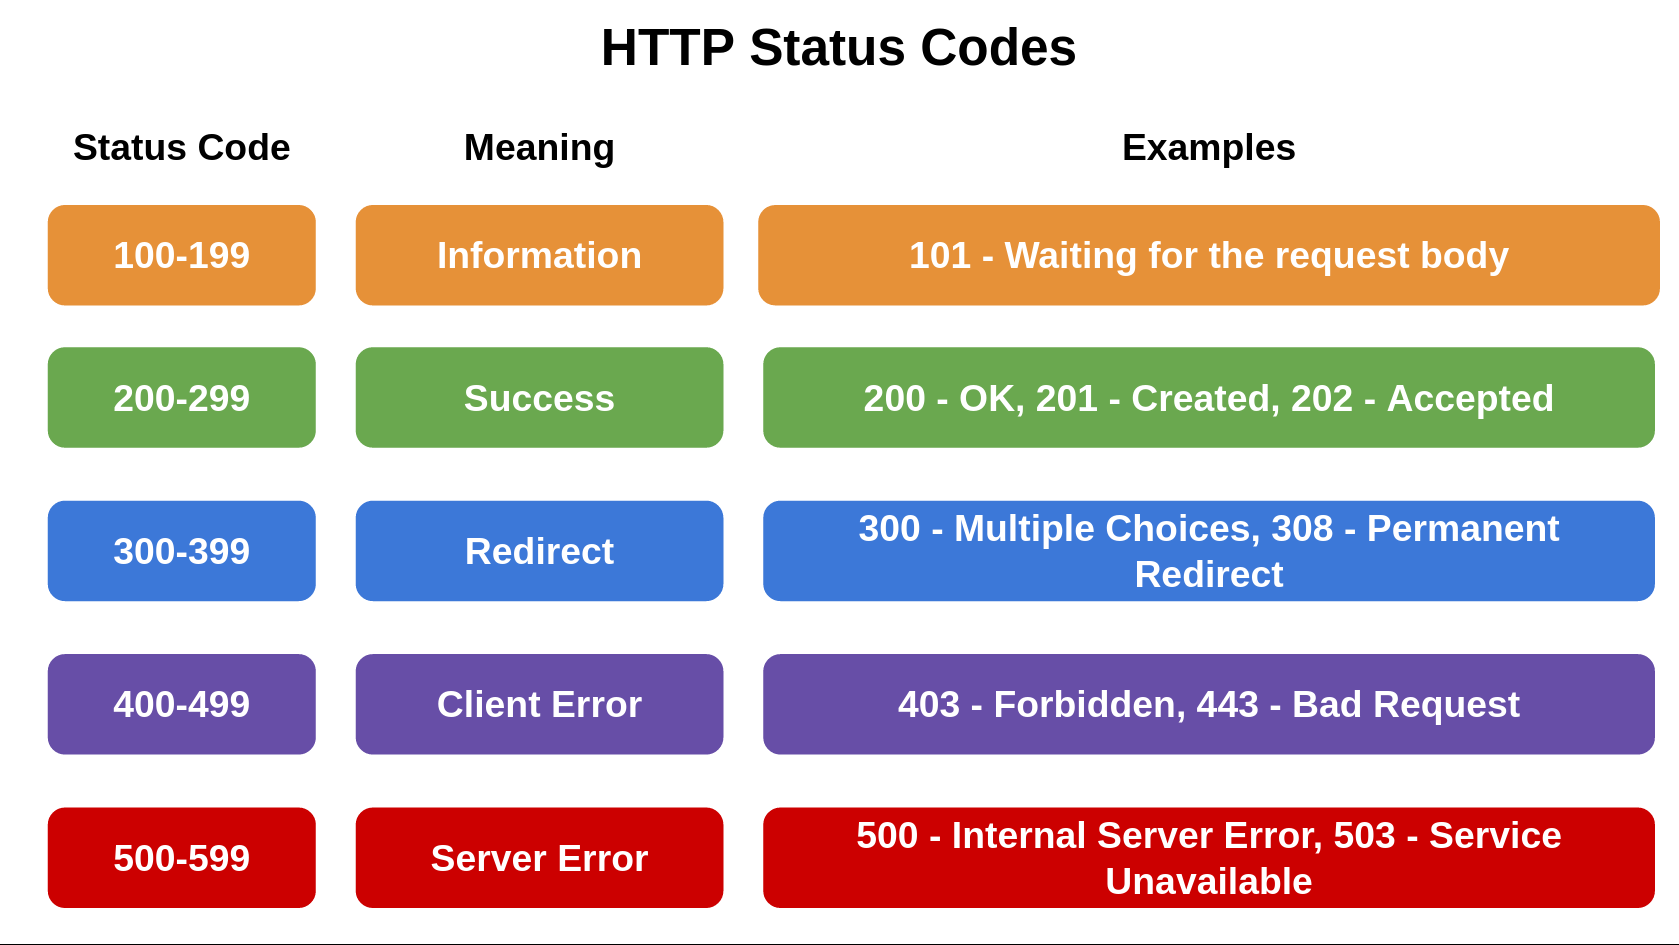 HTTP Status Codes
Status Code
Meaning
Examples
100-199
Information
101 - Waiting for the request body
200-299
Success
200 - OK, 201 - Created, 202 - Accepted
300-399
Redirect
300 - Multiple Choices, 308 - Permanent
Redirect
400-499
Client Error
403 - Forbidden, 443 - Bad Request
500-599
Server Error
500 - Internal Server Error, 503 - Service
Unavailable